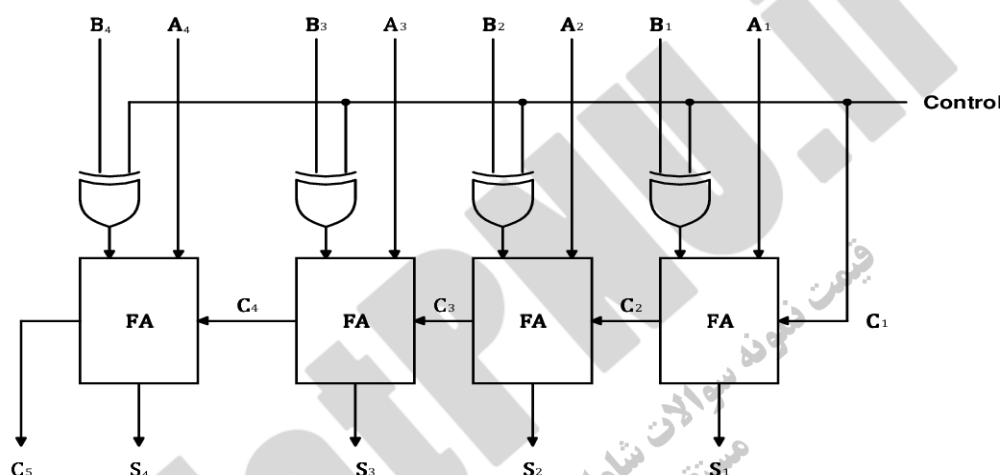 B₄ A₄ B₃ A₃ B₂ A₂ B₁ A₁
Control
C₄ C₃ C₂ C₁
FA FA FA FA
C₅ S₄ S₃ S₂ S₁
قیمت نمونه سوالات